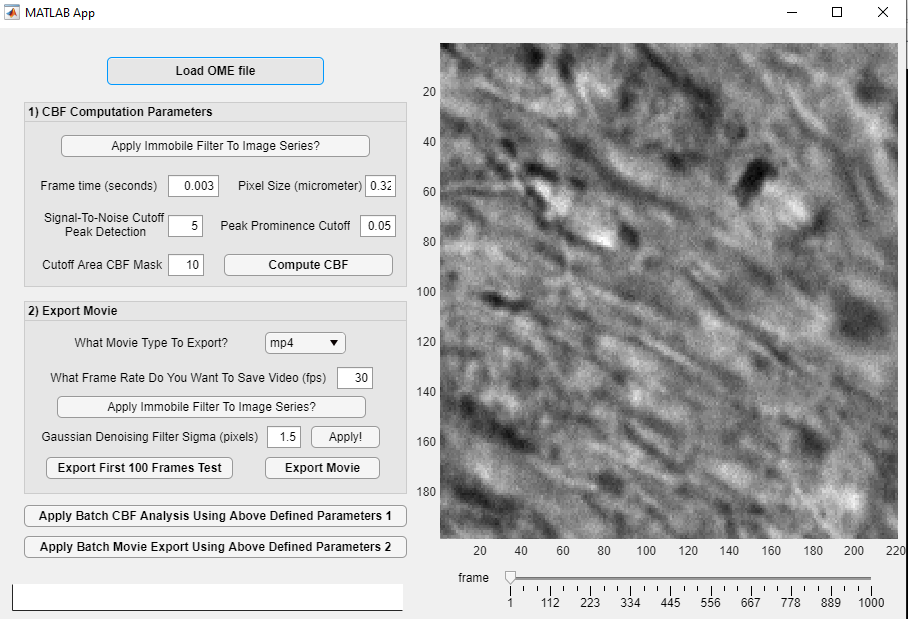 MATLAB App
Load OME file
1) CBF Computation Parameters
Apply Immobile Filter To Image Series?
Frame time (seconds) 0.003 Pixel Size (micrometer) 0.32
Signal-To-Noise Cutoff
Peak Detection 5 Peak Prominence Cutoff 0.05
Cutoff Area CBF Mask 10 Compute CBF
2) Export Movie
What Movie Type To Export? mp4
What Frame Rate Do You Want To Save Video (fps) 30
Apply Immobile Filter To Image Series?
Gaussian Denoising Filter Sigma (pixels) 1.5 Apply!
Export First 100 Frames Test Export Movie
Apply Batch CBF Analysis Using Above Defined Parameters 1
Apply Batch Movie Export Using Above Defined Parameters 2
20
40
60
80
100
120
140
160
180
20 40 60 80 100 120 140 160 180 200 220
frame
1 112 223 334 445 556 667 778 889 1000